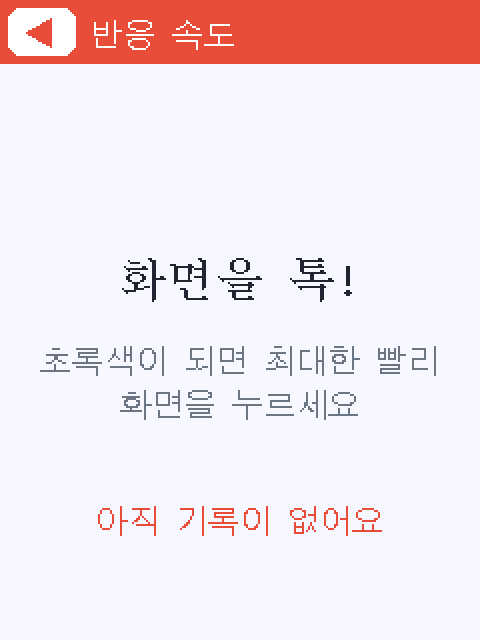 반응 속도
화면을 톡!
초록색이 되면 최대한 빨리
화면을 누르세요
아직 기록이 없어요